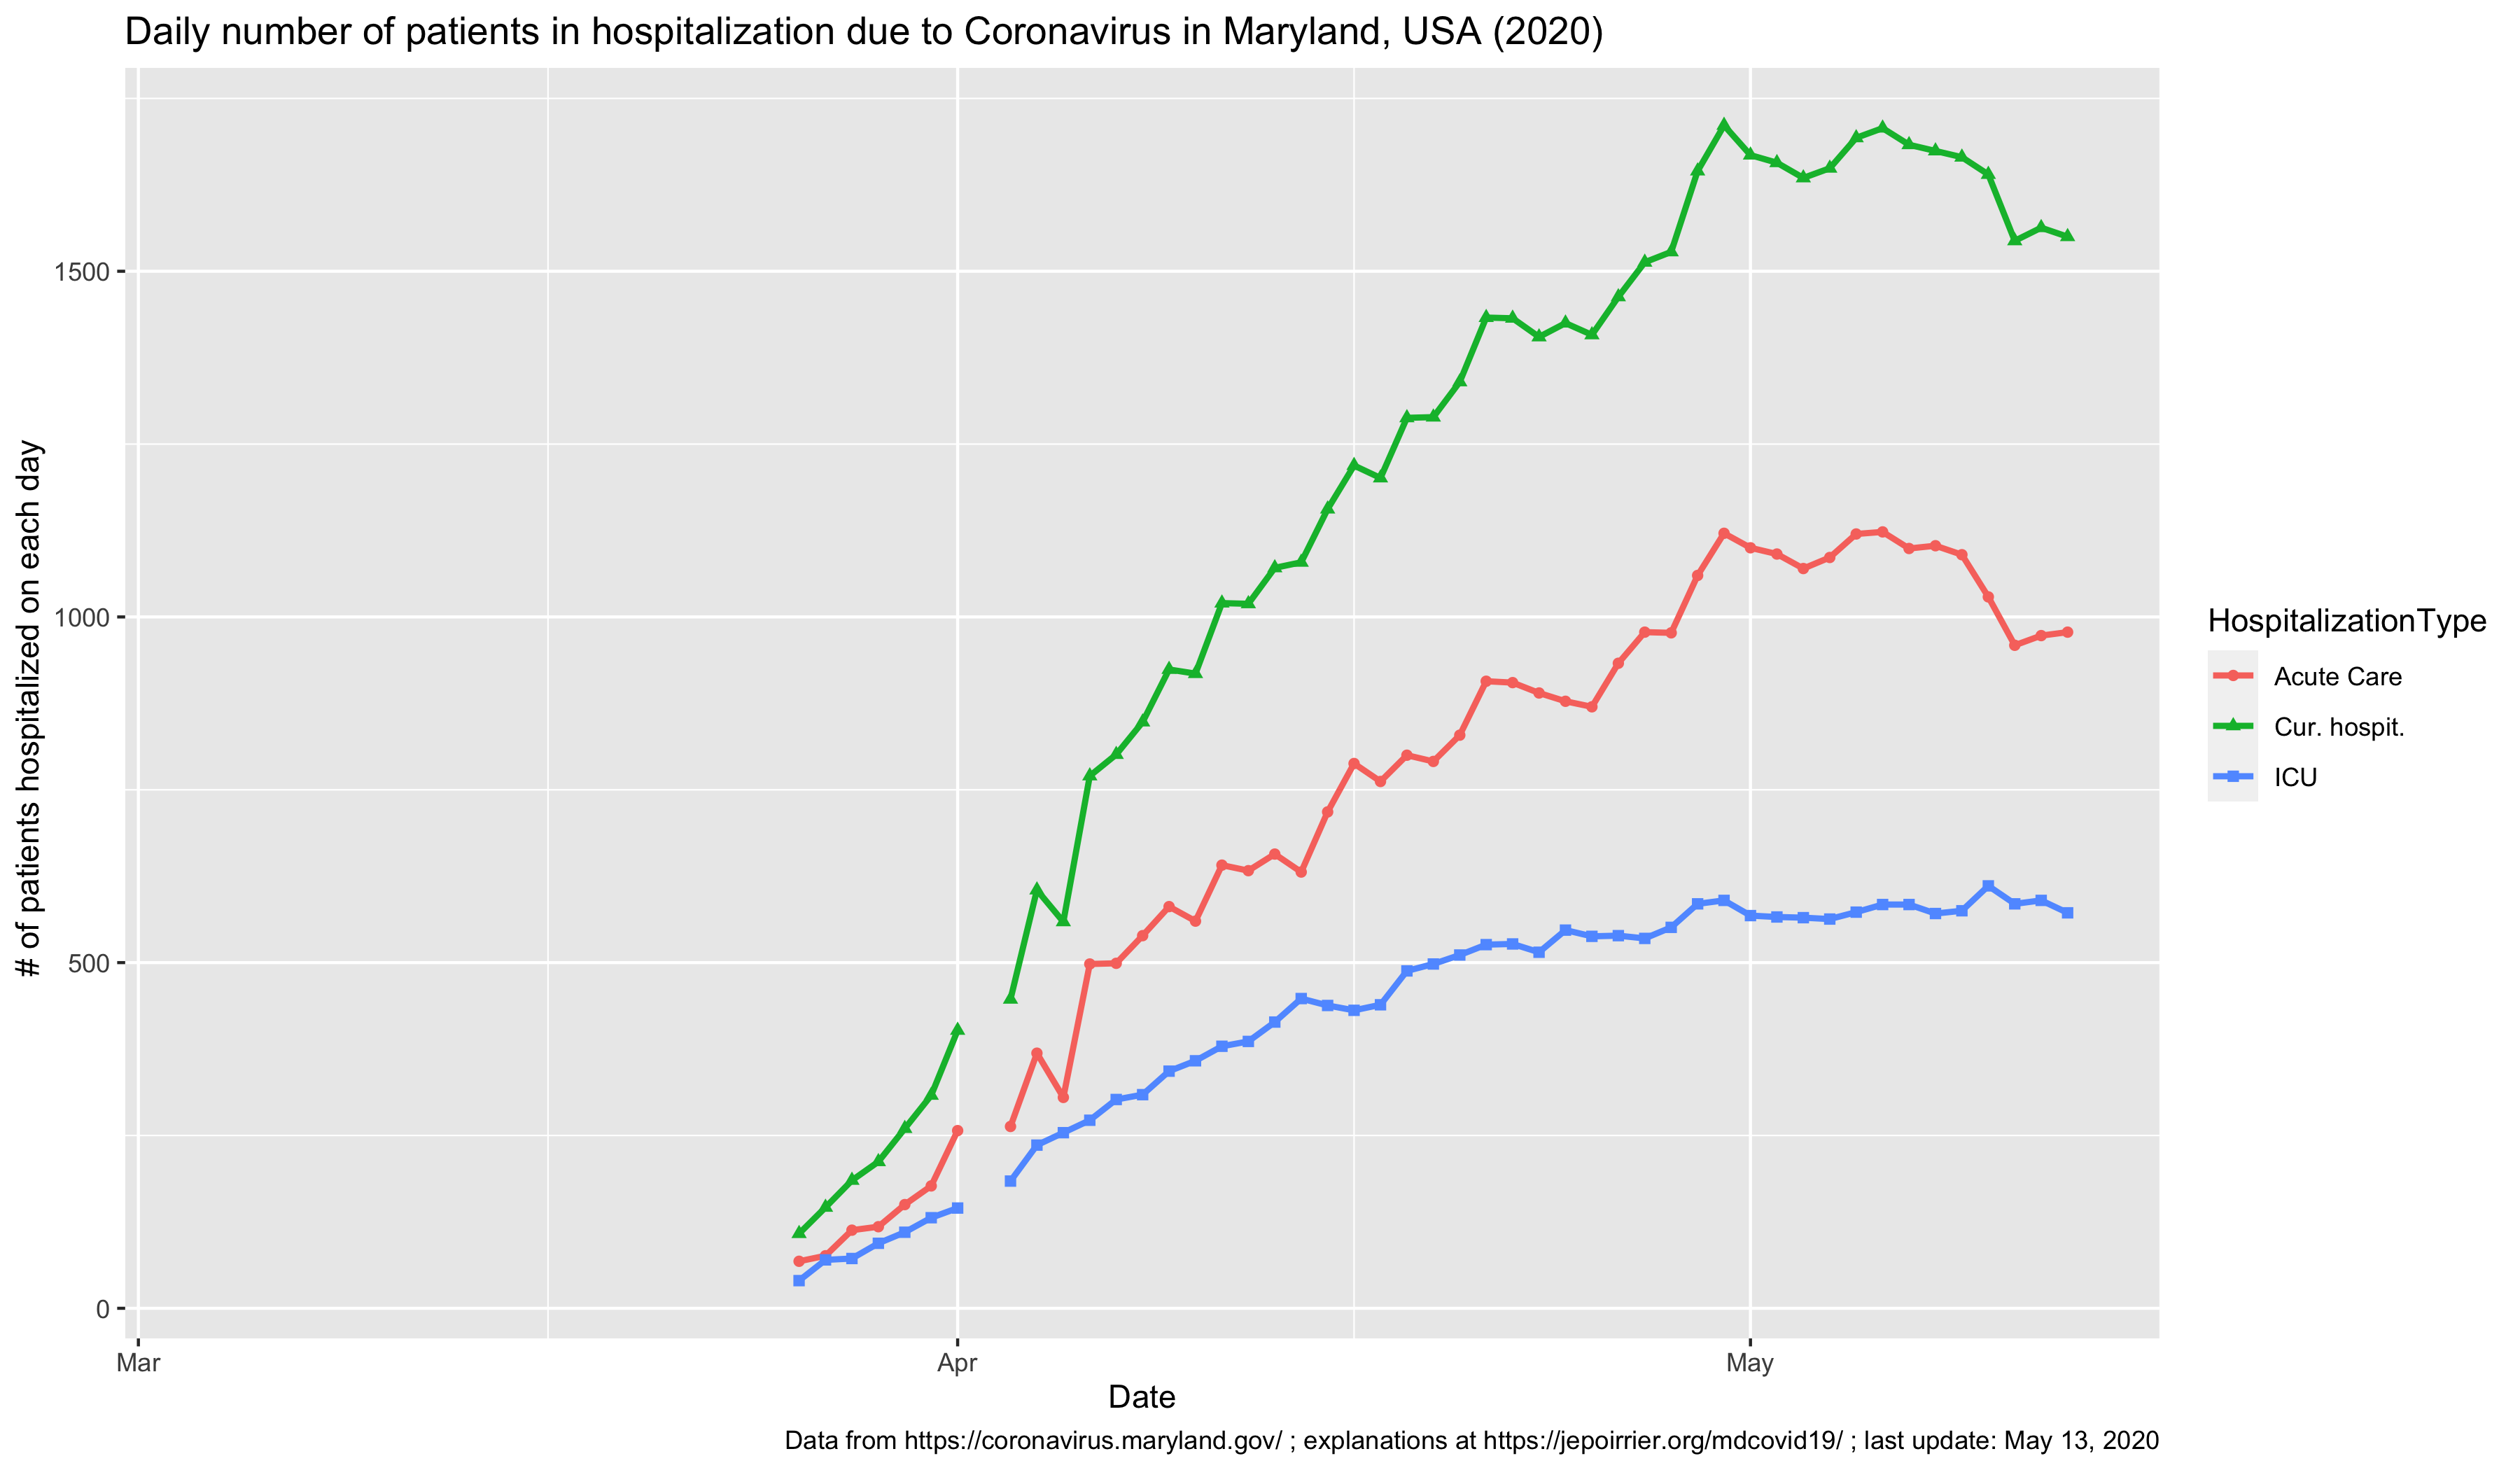 Daily number of patients in hospitalization due to Coronavirus in Maryland, USA (2020)
# of patients hospitalized on each day
1500
1000
500
0
Mar
Apr
May
Date
HospitalizationType
Acute Care
Cur. hospit.
ICU
Data from https://coronavirus.maryland.gov/ ; explanations at https://jepoirrier.org/mdcovid19/ ; last update: May 13, 2020